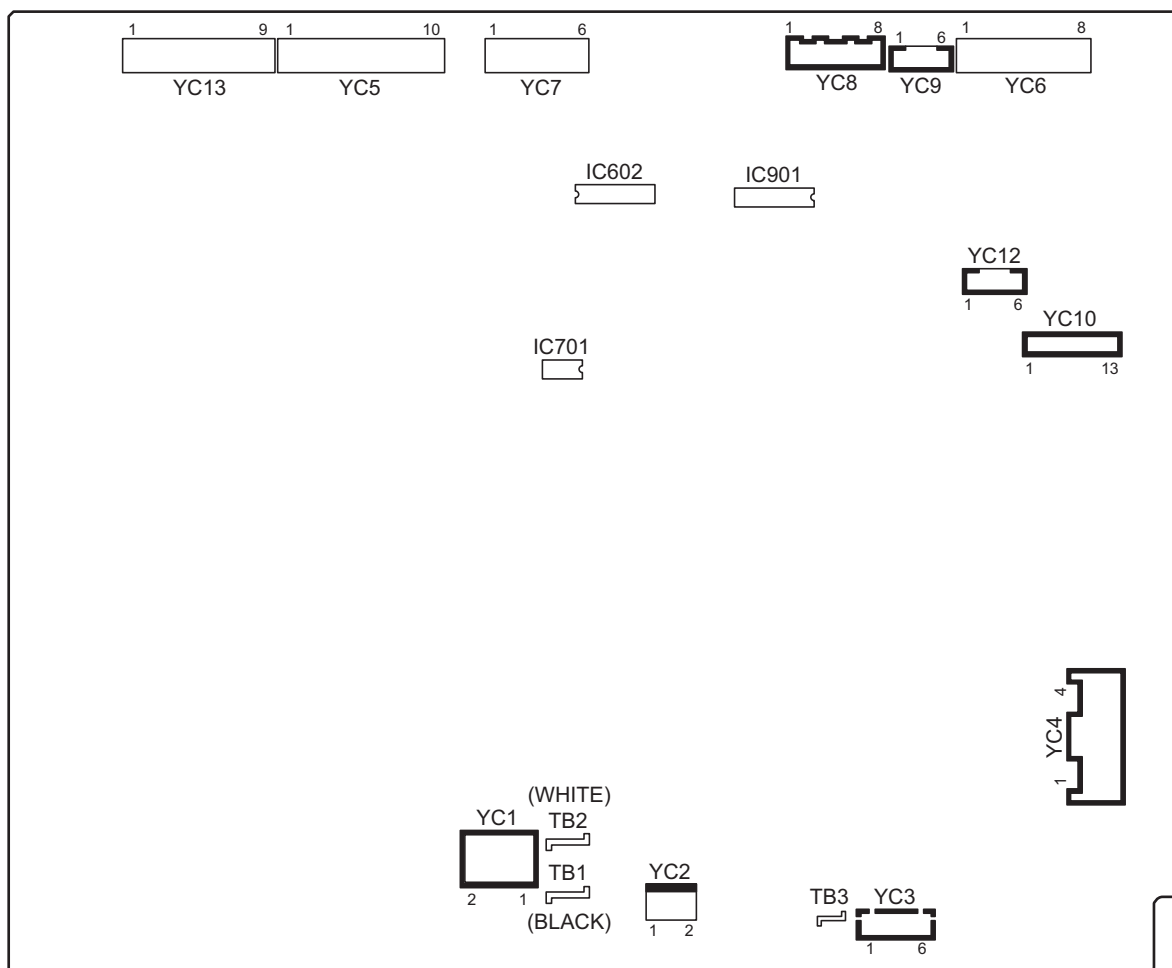 1 9 1 10 1 6 1 8 1 6 1 8
YC13 YC5 YC7 YC8 YC9 YC6
IC602 IC901
YC12
1 6
YC10
1 13
IC701
4
YC4
1
(WHITE)
YC1 TB2
TB1
2 1
(BLACK)
YC2
1 2
TB3 YC3
1 6